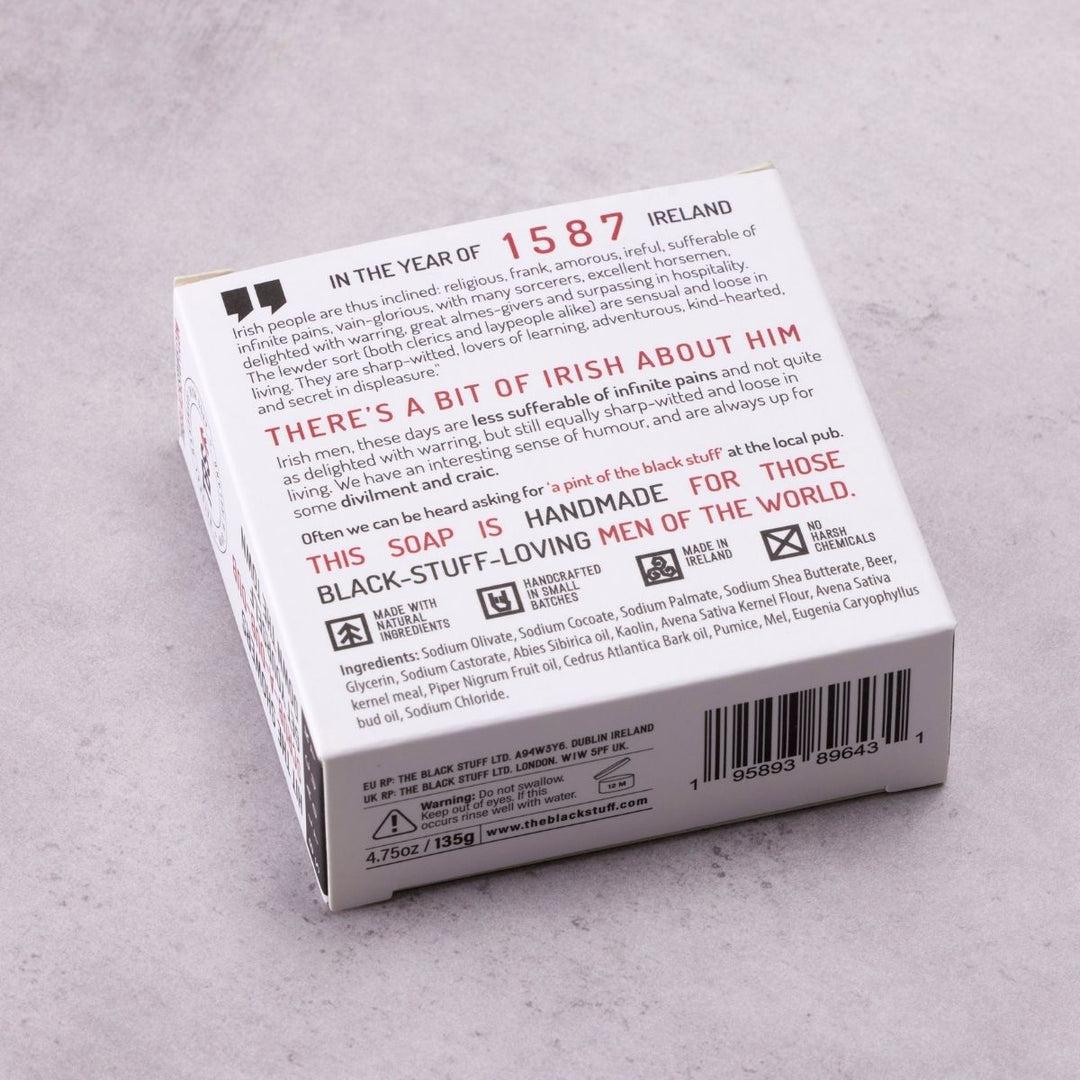 IN THE YEAR OF 1587 IRELAND
Irish people are thus inclined: religious, frank, amorous, ireful, sufferable of
infinite pains, vain-glorious, with many sorcerers, excellent horsemen,
delighted with warring, great almes-givers and surpassing in hospitality.
The lewder sort (both clerics and laypeople alike) are sensual and loose in
living. They are sharp-witted, lovers of learning, adventurous, kind-hearted,
and secret in displeasure."
THERE'S A BIT OF IRISH ABOUT HIM
Irish men, these days are less sufferable of infinite pains and not quite
as delighted with warring, but still equally sharp-witted and loose in
living. We have an interesting sense of humour, and are always up for
some divilment and craic.
Often we can be heard asking for 'a pint of the black stuff' at the local pub.
THIS SOAP IS HANDMADE FOR THOSE
BLACK-STUFF-LOVING MEN OF THE WORLD.
MADE WITH
NATURAL
INGREDIENTS
HANDCRAFTED
IN SMALL
BATCHES
MADE IN
IRELAND
NO
HARSH
CHEMICALS
Ingredients: Sodium Olivate, Sodium Cocoate, Sodium Palmate, Sodium Shea Butterate, Beer,
Glycerin, Sodium Castorate, Abies Sibirica oil, Kaolin, Avena Sativa Kernel Flour, Avena Sativa
kernel meal, Piper Nigrum Fruit oil, Cedrus Atlantica Bark oil, Pumice, Mel, Eugenia Caryophyllus
bud oil, Sodium Chloride.
EU RP: THE BLACK STUFF LTD. A94W3Y6. DUBLIN IRELAND
UK RP: THE BLACK STUFF LTD. LONDON. W1W 5PF UK.
Warning: Do not swallow.
Keep out of eyes. If this
occurs rinse well with water.
12 M
4.75oz / 135g www.theblackstuff.com
1 95893 89643 1